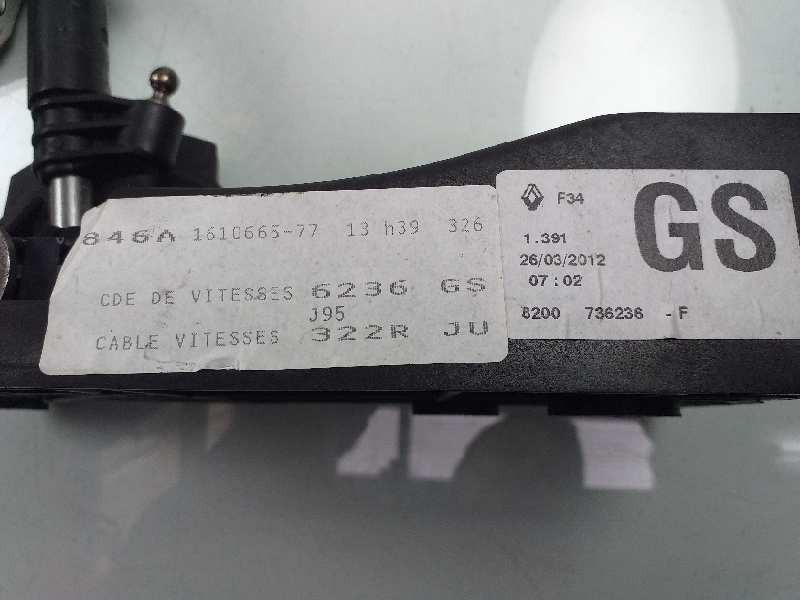 846A 1610665-77 13 h39 326
CDE DE VITESSES 6236 GS
J95
CABLE VITESSES 322R JU
F34
1.391
26/03/2012
07:02
8200 736236 -F
GS